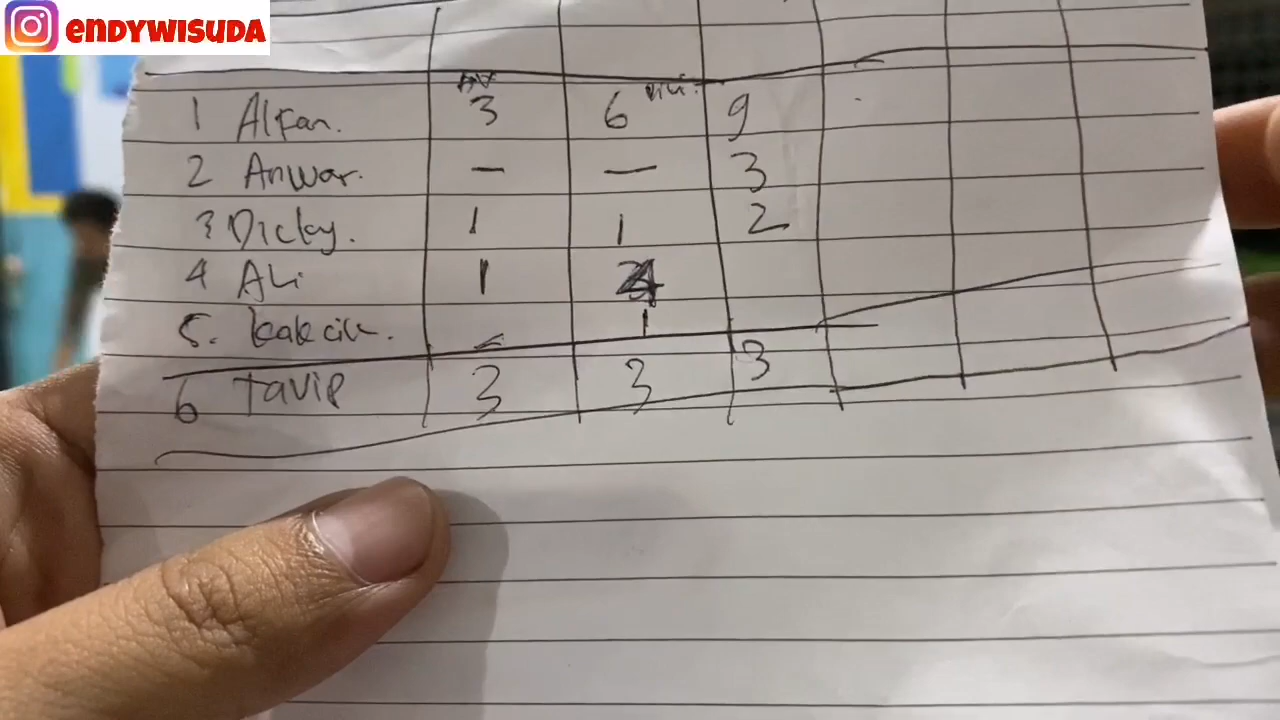 ENDYWISUDA
1 Alfan. 3 6 9
2 Anwar. — — 3
3 Dicky. 1 1 2
4 Ali 1 4
5. 1
6 Tavip 3 3 3